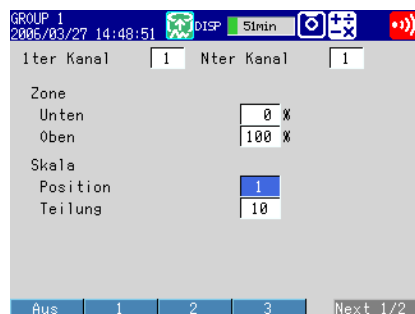 GROUP 1
2006/03/27 14:48:51 DISP 51min
1ter Kanal 1 Nter Kanal 1
Zone
Unten 0 %
Oben 100 %
Skala
Position 1
Teilung 10
Aus 1 2 3 Next 1/2